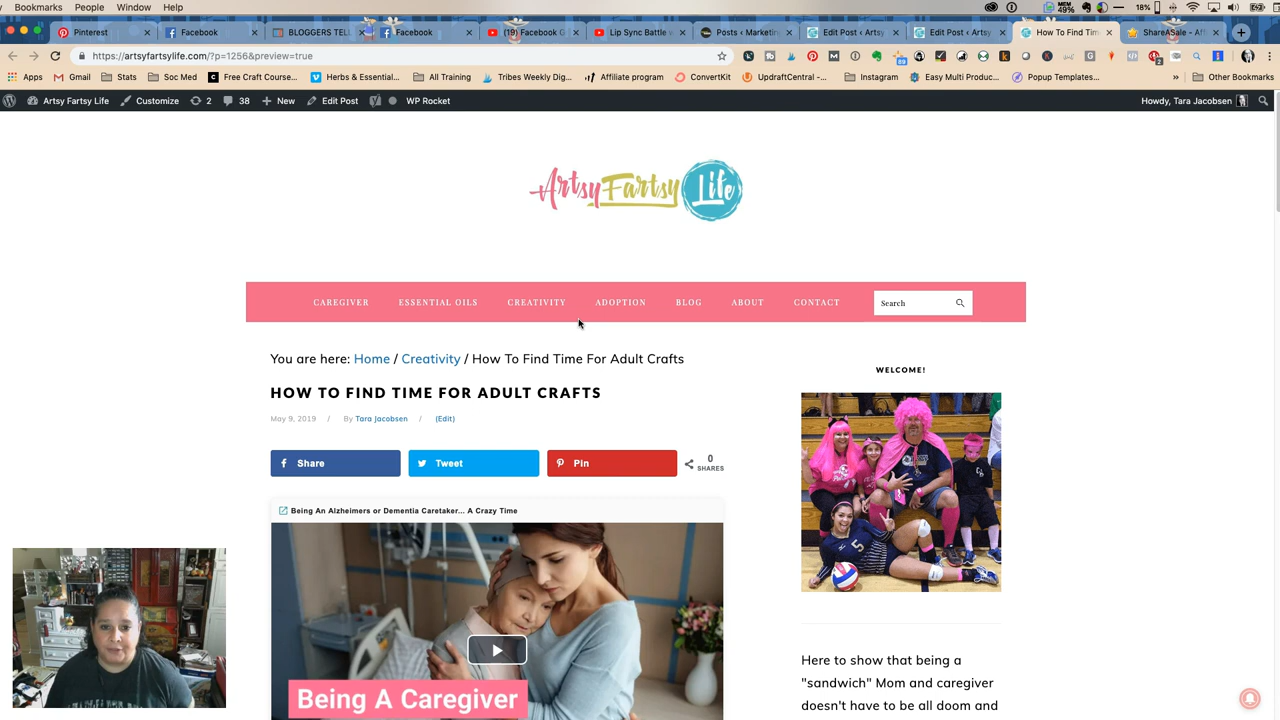 Bookmarks People Window Help 18%
Pinterest Facebook BLOGGERS TELL Facebook (19) Facebook G Lip Sync Battle Posts ‹ Marketin Edit Post ‹ Artsy Edit Post ‹ Artsy How To Find Tim ShareASale - Aff
https://artsyfartsylife.com/?p=1256&preview=true
Apps Gmail Stats Soc Med Free Craft Course... Herbs & Essential... All Training Tribes Weekly Dig... Affiliate program ConvertKit UpdraftCentral -... Instagram Easy Multi Produc... Popup Templates... » Other Bookmarks
Artsy Fartsy Life Customize 2 38 New Edit Post WP Rocket Howdy, Tara Jacobsen
Artsy Fartsy Life
CAREGIVER ESSENTIAL OILS CREATIVITY ADOPTION BLOG ABOUT CONTACT Search
You are here: Home / Creativity / How To Find Time For Adult Crafts
HOW TO FIND TIME FOR ADULT CRAFTS
May 9, 2019 / By Tara Jacobsen / (Edit)
Share Tweet Pin 0 SHARES
Being An Alzheimers or Dementia Caretaker... A Crazy Time
Being A Caregiver
WELCOME!
Here to show that being a
"sandwich" Mom and caregiver
doesn't have to be all doom and